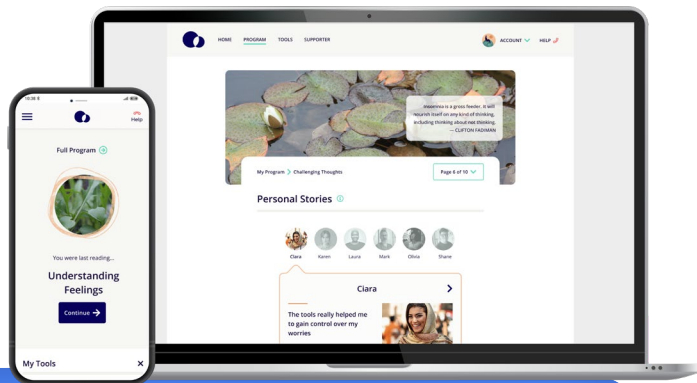 HOME PROGRAM TOOLS SUPPORTER ACCOUNT HELP
Insomnia is a gross feeder. It will
nourish itself on any kind of thinking,
including thinking about not thinking.
— CLIFTON FADIMAN
My Program > Challenging Thoughts
Page 6 of 10
Personal Stories
Ciara Karen Laura Mark Olivia Shane
Ciara
The tools really helped me
to gain control over my
worries
10:38
Help
Full Program
You were last reading...
Understanding
Feelings
Continue →
My Tools ×